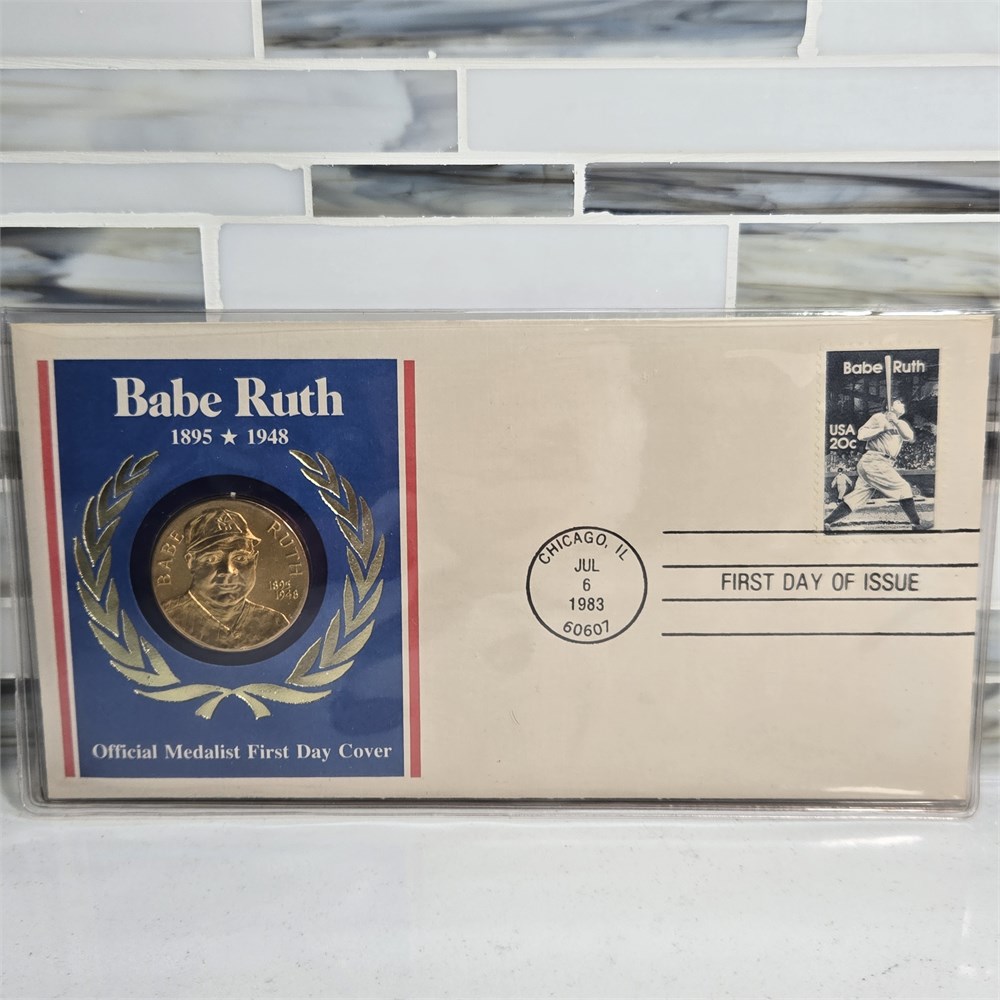 Babe Ruth
1895 ★ 1948
BABE RUTH
1895
1948
Official Medalist First Day Cover
Babe Ruth
USA
20c
CHICAGO, IL
JUL
6
1983
60607
FIRST DAY OF ISSUE